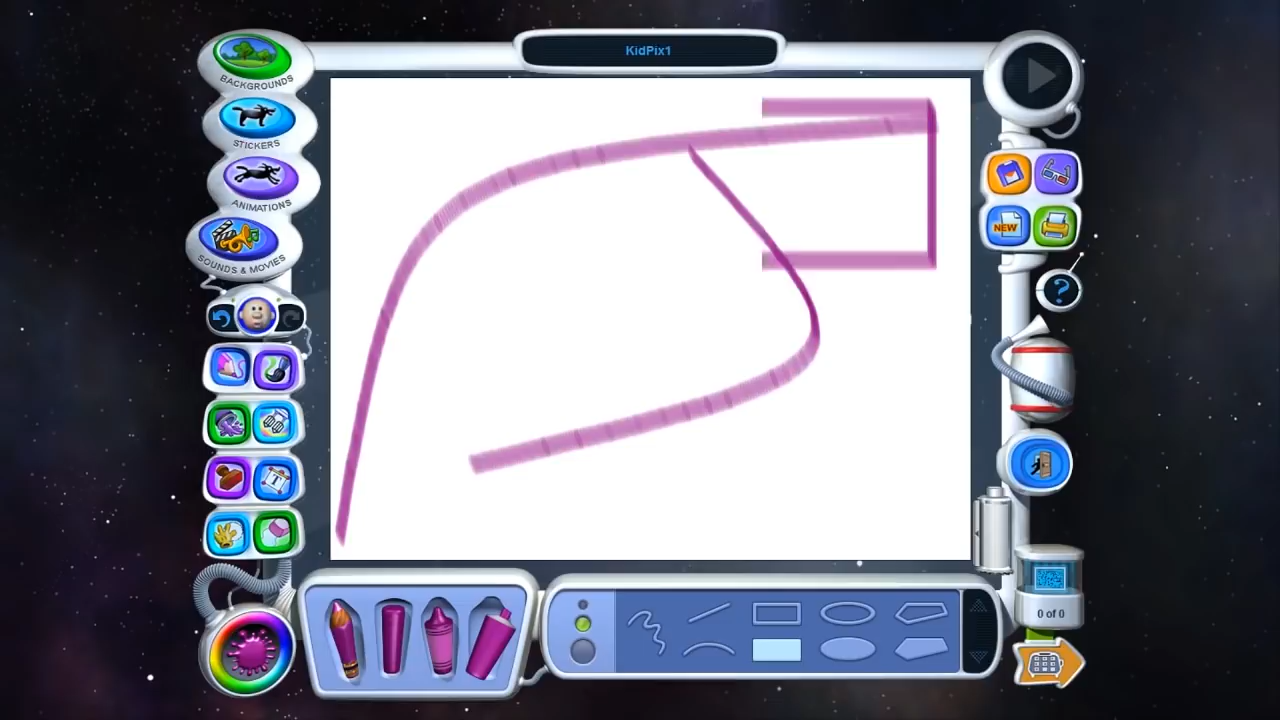 KidPix1
BACKGROUNDS
STICKERS
ANIMATIONS
SOUNDS & MOVIES
NEW
?
T
0 of 0